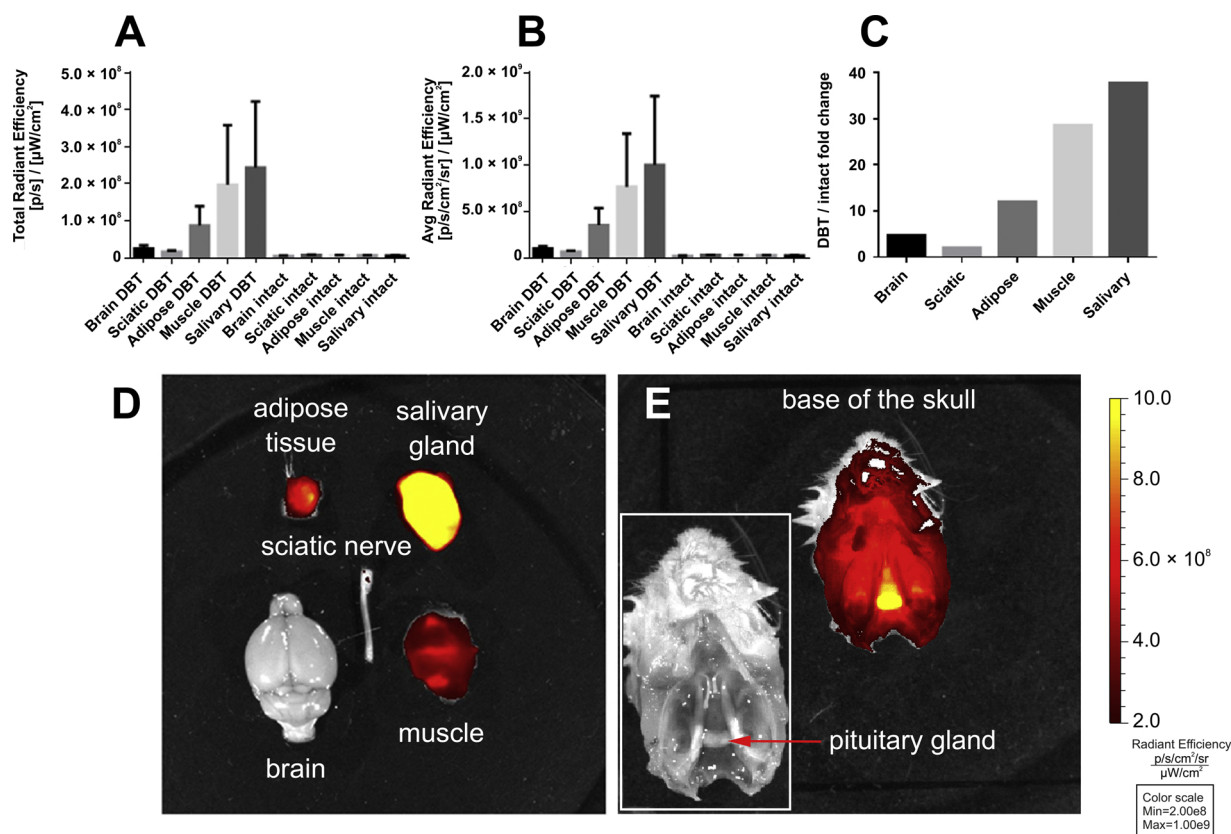 A
Total Radiant Efficiency
[p/s] / [µW/cm²]
5.0 × 10⁸
4.0 × 10⁸
3.0 × 10⁸
2.0 × 10⁸
1.0 × 10⁸
Brain DBT
Sciatic DBT
Adipose DBT
Muscle DBT
Salivary DBT
Brain intact
Sciatic intact
Adipose intact
Muscle intact
Salivary intact
B
Avg Radiant Efficiency
[p/s/cm²/sr] / [µW/cm²]
2.0 × 10⁹
1.5 × 10⁹
1.0 × 10⁹
5.0 × 10⁸
Brain DBT
Sciatic DBT
Adipose DBT
Muscle DBT
Salivary DBT
Brain intact
Sciatic intact
Adipose intact
Muscle intact
Salivary intact
C
DBT / intact fold change
40
30
20
10
0
Brain
Sciatic
Adipose
Muscle
Salivary
D
adipose
tissue
salivary
gland
sciatic nerve
brain
muscle
E
base of the skull
pituitary gland
10.0
8.0
6.0 × 10⁸
4.0
2.0
Radiant Efficiency
p/s/cm²/sr
µW/cm²
Color scale
Min=2.00e8
Max=1.00e9